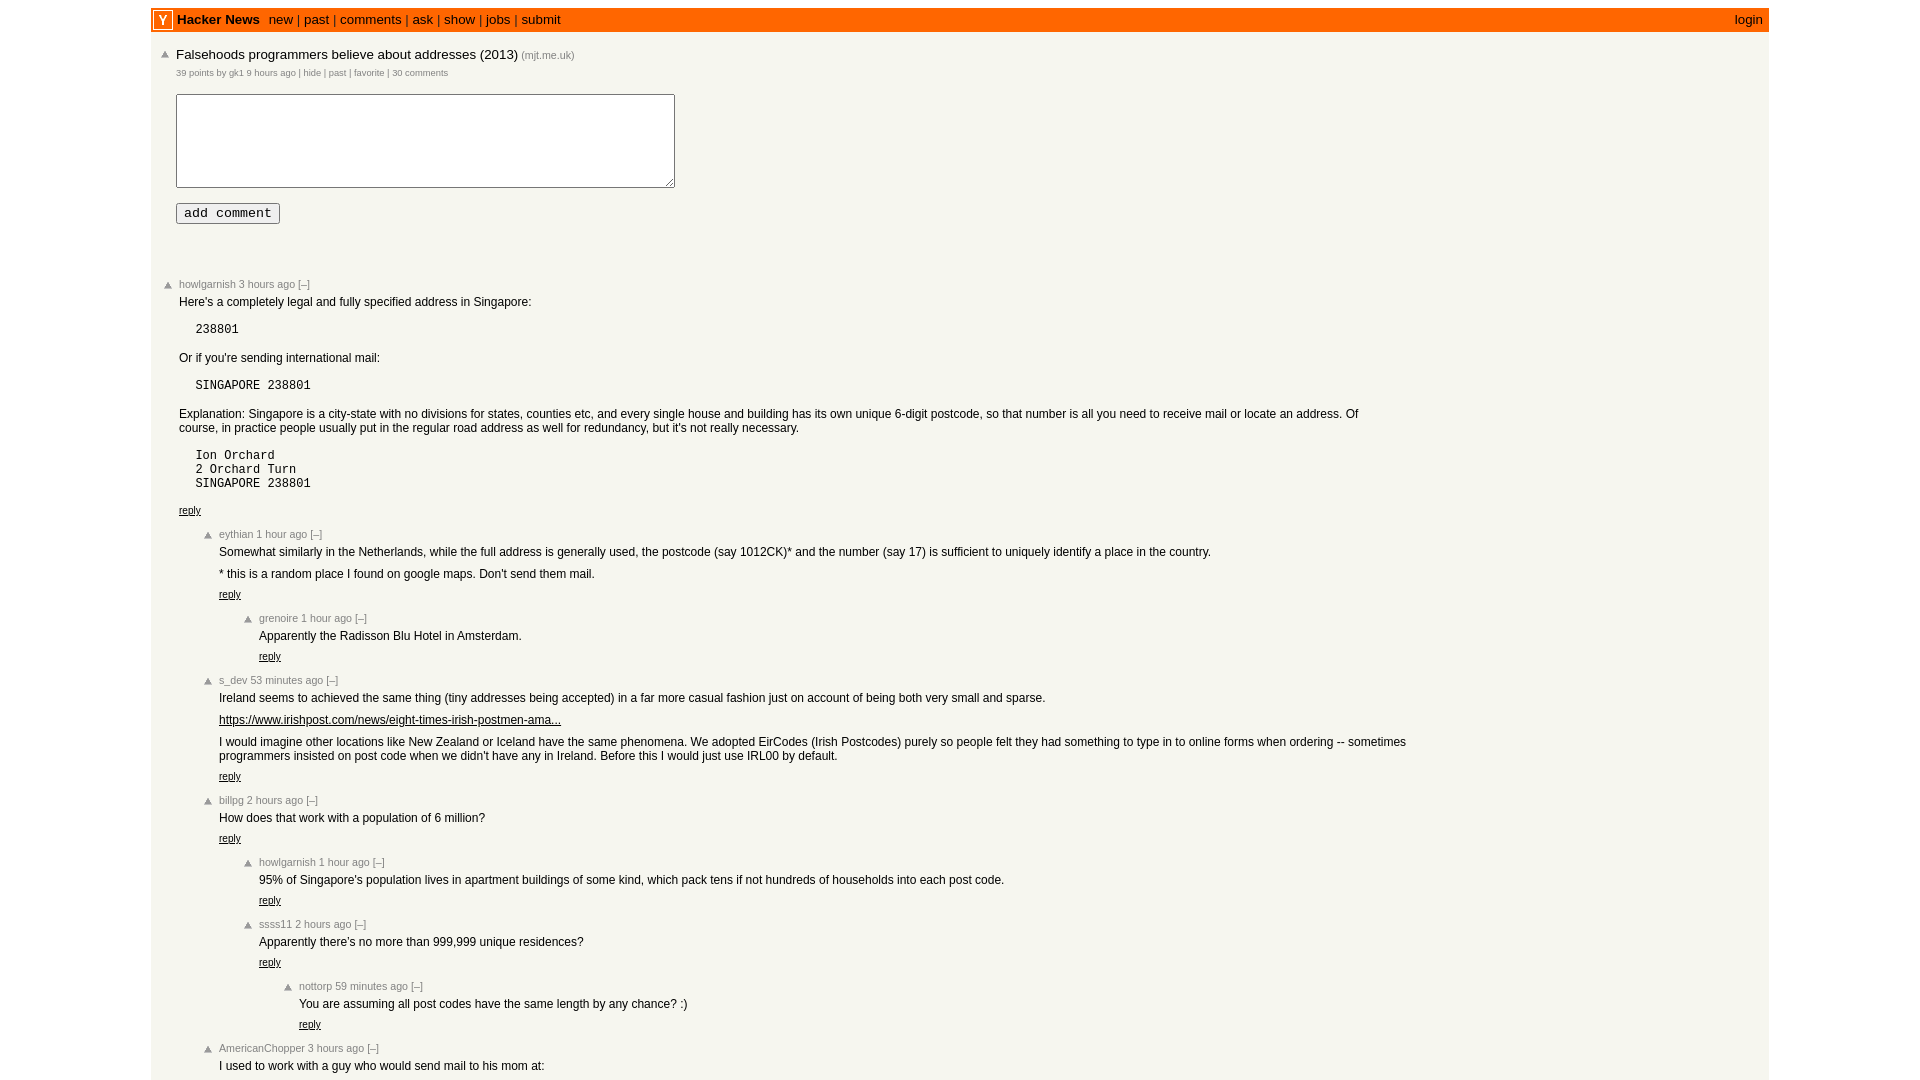 Y Hacker News new | past | comments | ask | show | jobs | submit login
Falsehoods programmers believe about addresses (2013) (mjt.me.uk)
39 points by gk1 9 hours ago | hide | past | favorite | 30 comments
add comment
howlgarnish 3 hours ago [–]
Here's a completely legal and fully specified address in Singapore:
238801
Or if you're sending international mail:
SINGAPORE 238801
Explanation: Singapore is a city-state with no divisions for states, counties etc, and every single house and building has its own unique 6-digit postcode, so that number is all you need to receive mail or locate an address. Of
course, in practice people usually put in the regular road address as well for redundancy, but it's not really necessary.
Ion Orchard
2 Orchard Turn
SINGAPORE 238801
reply
eythian 1 hour ago [–]
Somewhat similarly in the Netherlands, while the full address is generally used, the postcode (say 1012CK)* and the number (say 17) is sufficient to uniquely identify a place in the country.
* this is a random place I found on google maps. Don't send them mail.
reply
grenoire 1 hour ago [–]
Apparently the Radisson Blu Hotel in Amsterdam.
reply
s_dev 53 minutes ago [–]
Ireland seems to achieved the same thing (tiny addresses being accepted) in a far more casual fashion just on account of being both very small and sparse.
https://www.irishpost.com/news/eight-times-irish-postmen-ama...
I would imagine other locations like New Zealand or Iceland have the same phenomena. We adopted EirCodes (Irish Postcodes) purely so people felt they had something to type in to online forms when ordering -- sometimes
programmers insisted on post code when we didn't have any in Ireland. Before this I would just use IRL00 by default.
reply
billpg 2 hours ago [–]
How does that work with a population of 6 million?
reply
howlgarnish 1 hour ago [–]
95% of Singapore's population lives in apartment buildings of some kind, which pack tens if not hundreds of households into each post code.
reply
ssss11 2 hours ago [–]
Apparently there's no more than 999,999 unique residences?
reply
nottorp 59 minutes ago [–]
You are assuming all post codes have the same length by any chance? :)
reply
AmericanChopper 3 hours ago [–]
I used to work with a guy who would send mail to his mom at: